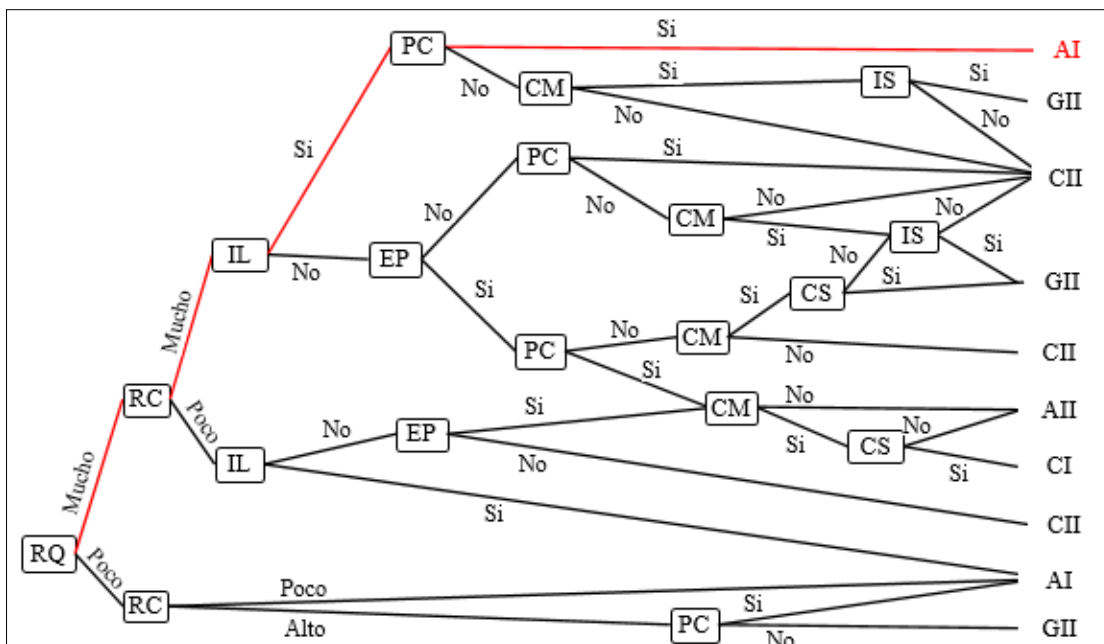 Si
PC
AI
No
CM
Si
IS
Si
GII
No
No
Si
PC
Si
CII
No
No
CM
No
No
Si
IS
Mucho
IL
No
EP
No
Si
Si
CS
Si
GII
Si
PC
No
CM
No
CII
Si
RC
Poco
No
EP
Si
CM
No
AII
No
Mucho
IL
No
Si
CS
Si
CI
Si
CII
RQ
Poco
Poco
AI
RC
Alto
PC
Si
No
GII